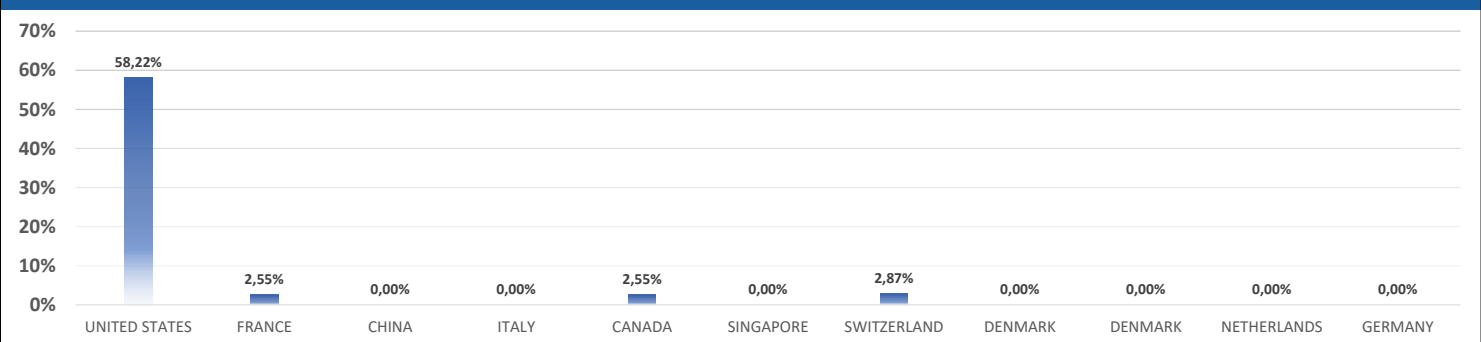 70%
60%
50%
40%
30%
20%
10%
0%
58,22%
2,55%
0,00%
0,00%
2,55%
0,00%
2,87%
0,00%
0,00%
0,00%
0,00%
UNITED STATES
FRANCE
CHINA
ITALY
CANADA
SINGAPORE
SWITZERLAND
DENMARK
DENMARK
NETHERLANDS
GERMANY